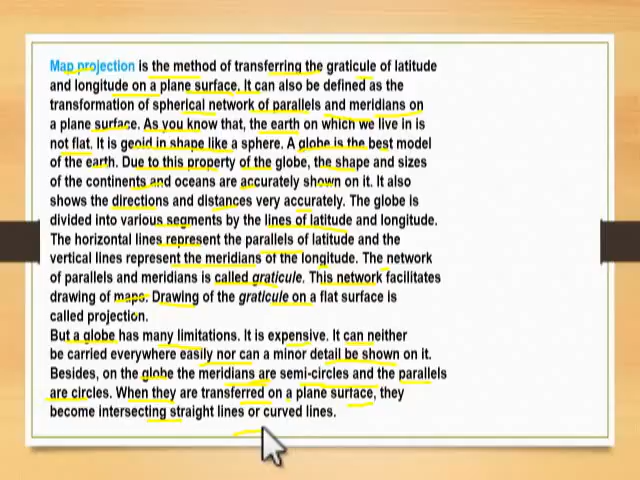 Map projection is the method of transferring the graticule of latitude
and longitude on a plane surface. It can also be defined as the
transformation of spherical network of parallels and meridians on
a plane surface. As you know that, the earth on which we live in is
not flat. It is geoid in shape like a sphere. A globe is the best model
of the earth. Due to this property of the globe, the shape and sizes
of the continents and oceans are accurately shown on it. It also
shows the directions and distances very accurately. The globe is
divided into various segments by the lines of latitude and longitude.
The horizontal lines represent the parallels of latitude and the
vertical lines represent the meridians of the longitude. The network
of parallels and meridians is called graticule. This network facilitates
drawing of maps. Drawing of the graticule on a flat surface is
called projection.
But a globe has many limitations. It is expensive. It can neither
be carried everywhere easily nor can a minor detail be shown on it.
Besides, on the globe the meridians are semi-circles and the parallels
are circles. When they are transferred on a plane surface, they
become intersecting straight lines or curved lines.